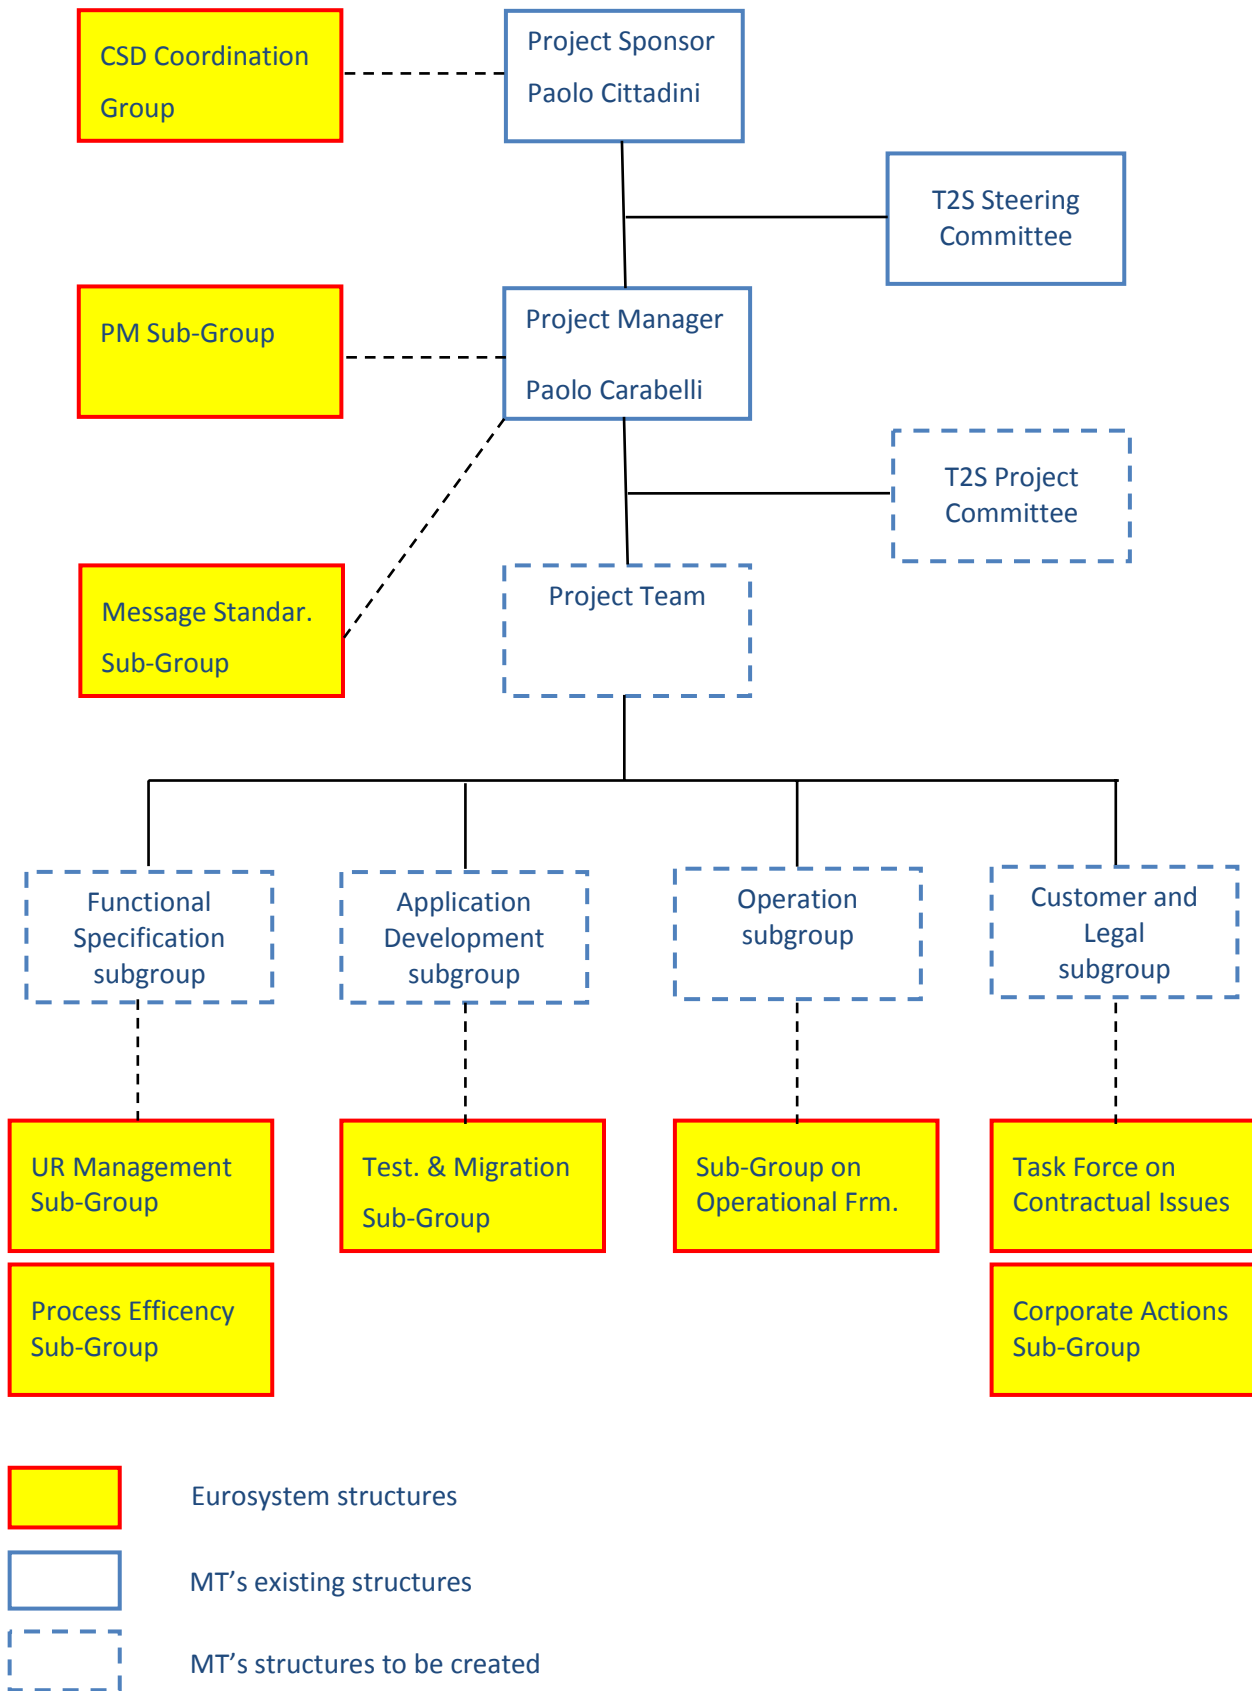 CSD Coordination
Group
Project Sponsor
Paolo Cittadini
T2S Steering
Committee
PM Sub-Group
Project Manager
Paolo Carabelli
T2S Project
Committee
Message Standar.
Sub-Group
Project Team
Functional
Specification
subgroup
Application
Development
subgroup
Operation
subgroup
Customer and
Legal
subgroup
UR Management
Sub-Group
Test. & Migration
Sub-Group
Sub-Group on
Operational Frm.
Task Force on
Contractual Issues
Process Efficency
Sub-Group
Corporate Actions
Sub-Group
Eurosystem structures
MT’s existing structures
MT’s structures to be created